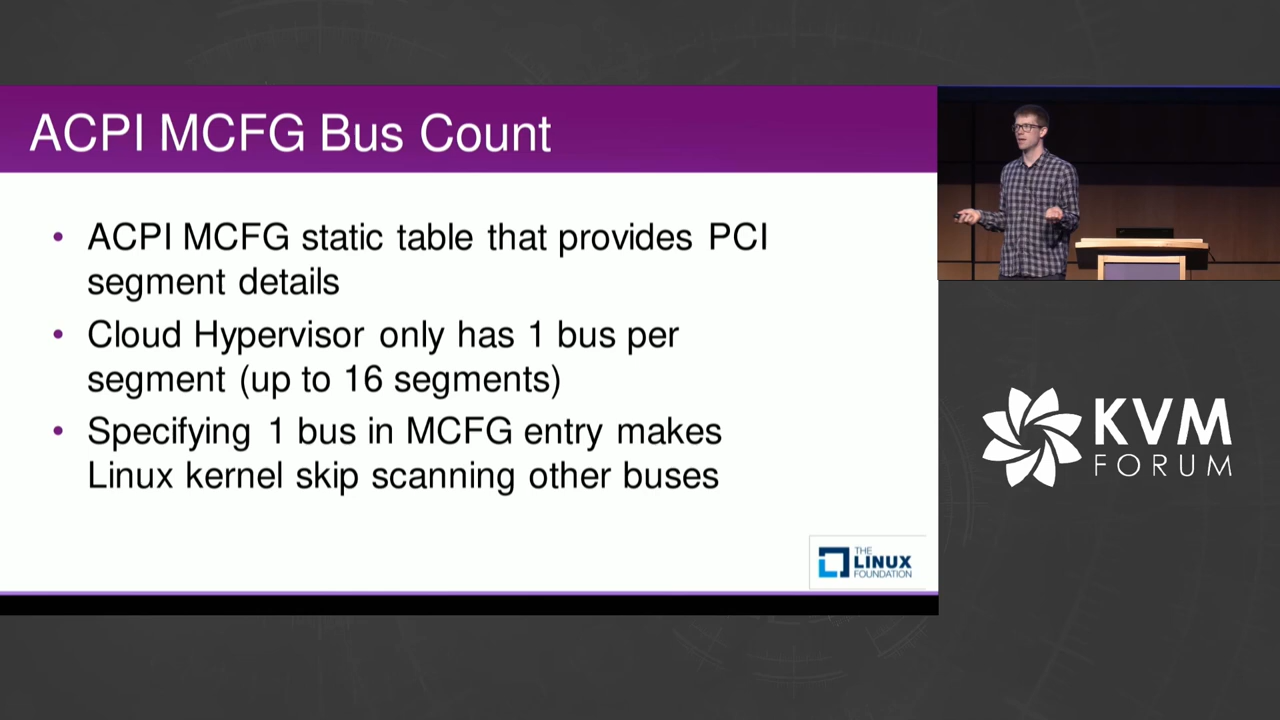 ACPI MCFG Bus Count
• ACPI MCFG static table that provides PCI
segment details
• Cloud Hypervisor only has 1 bus per
segment (up to 16 segments)
• Specifying 1 bus in MCFG entry makes
Linux kernel skip scanning other buses
THE
LINUX
FOUNDATION
KVM
FORUM